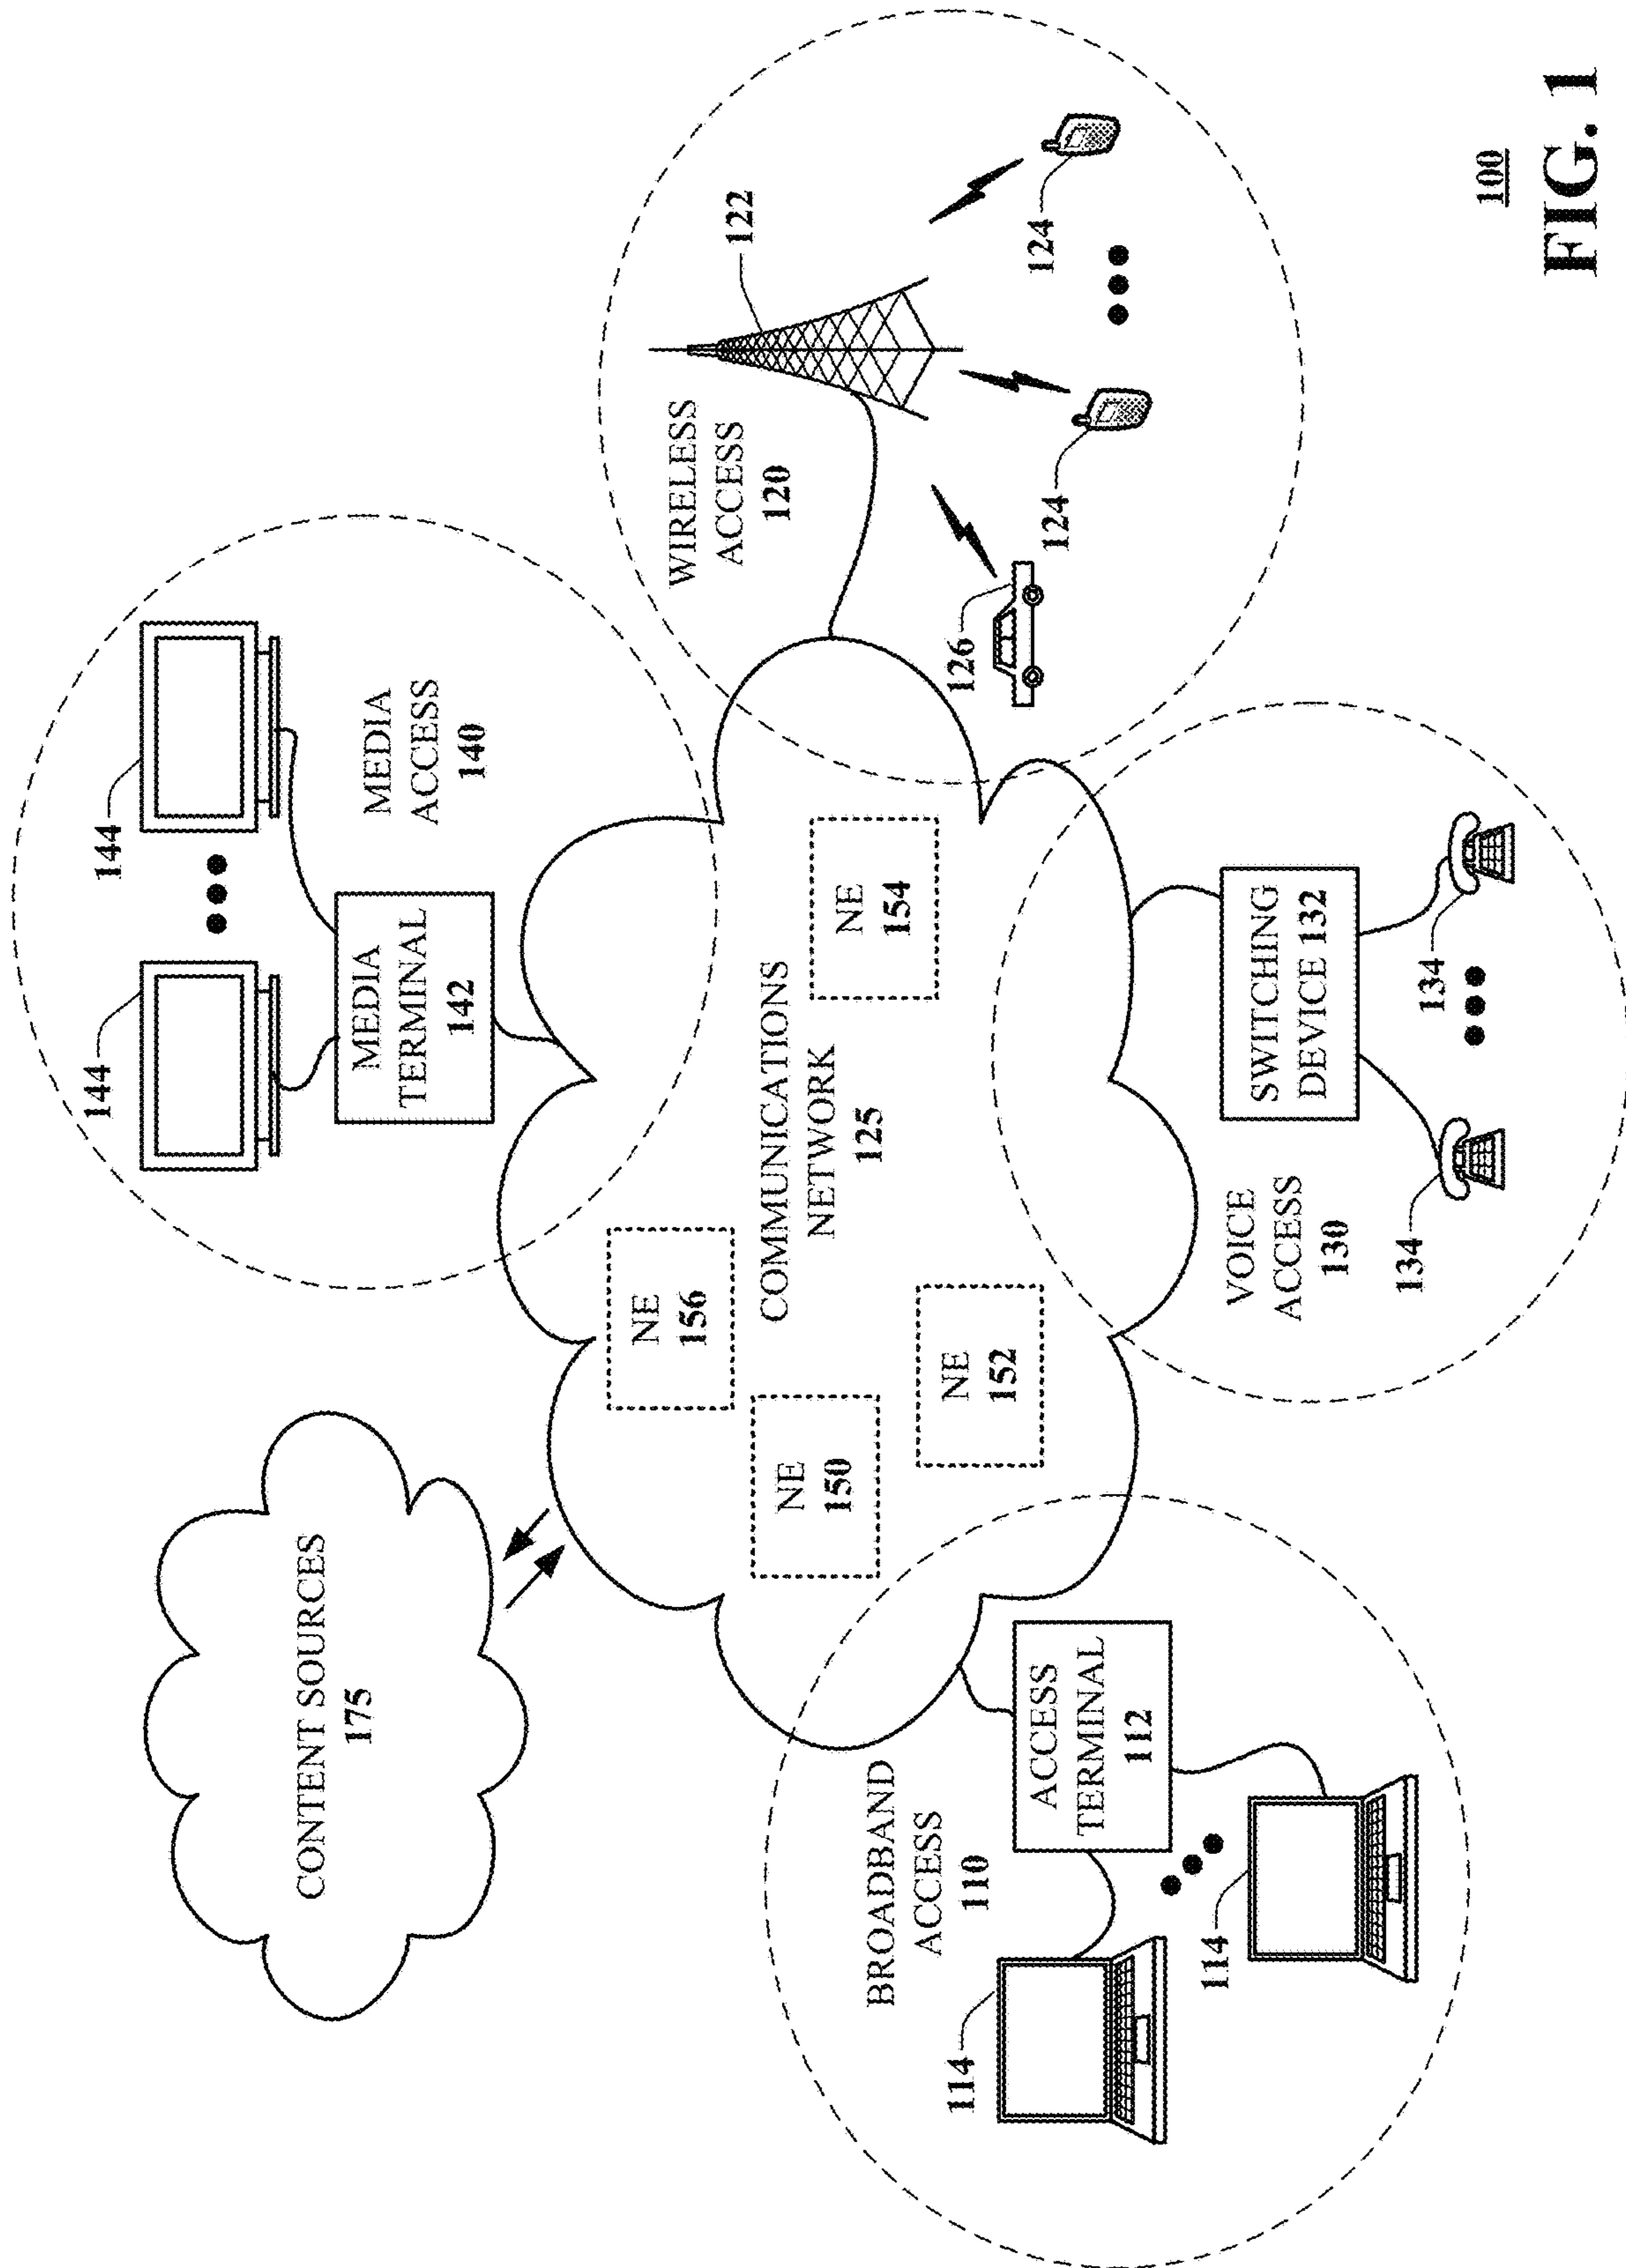 CONTENT SOURCES
175
144
144
MEDIA
TERMINAL
142
MEDIA
ACCESS
140
NE
156
NE
150
COMMUNICATIONS
NETWORK
125
NE
152
NE
154
WIRELESS
ACCESS
120
122
126
124
124
BROADBAND
ACCESS
110
ACCESS
TERMINAL
112
114
114
VOICE
ACCESS
130
SWITCHING
DEVICE 132
134
134
100
FIG. 1